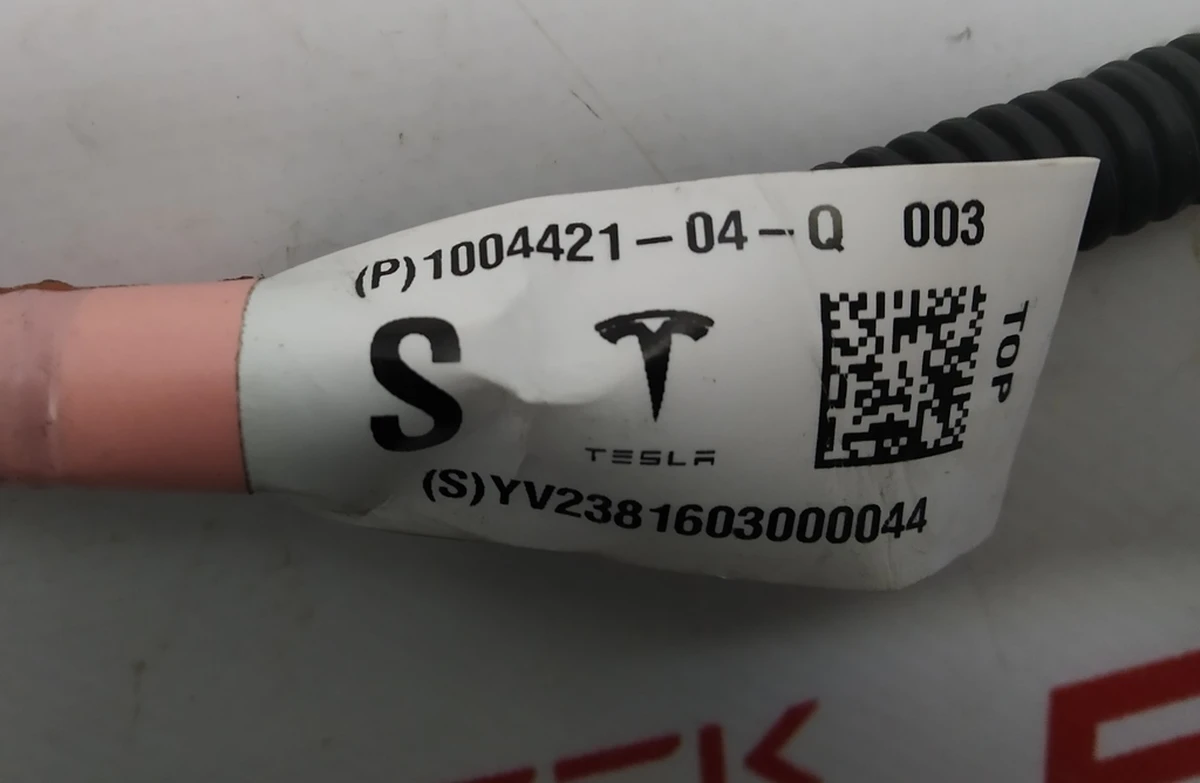 (P)1004421-04-Q 003
S
TESLA
TOP
(S)YV2381603000044